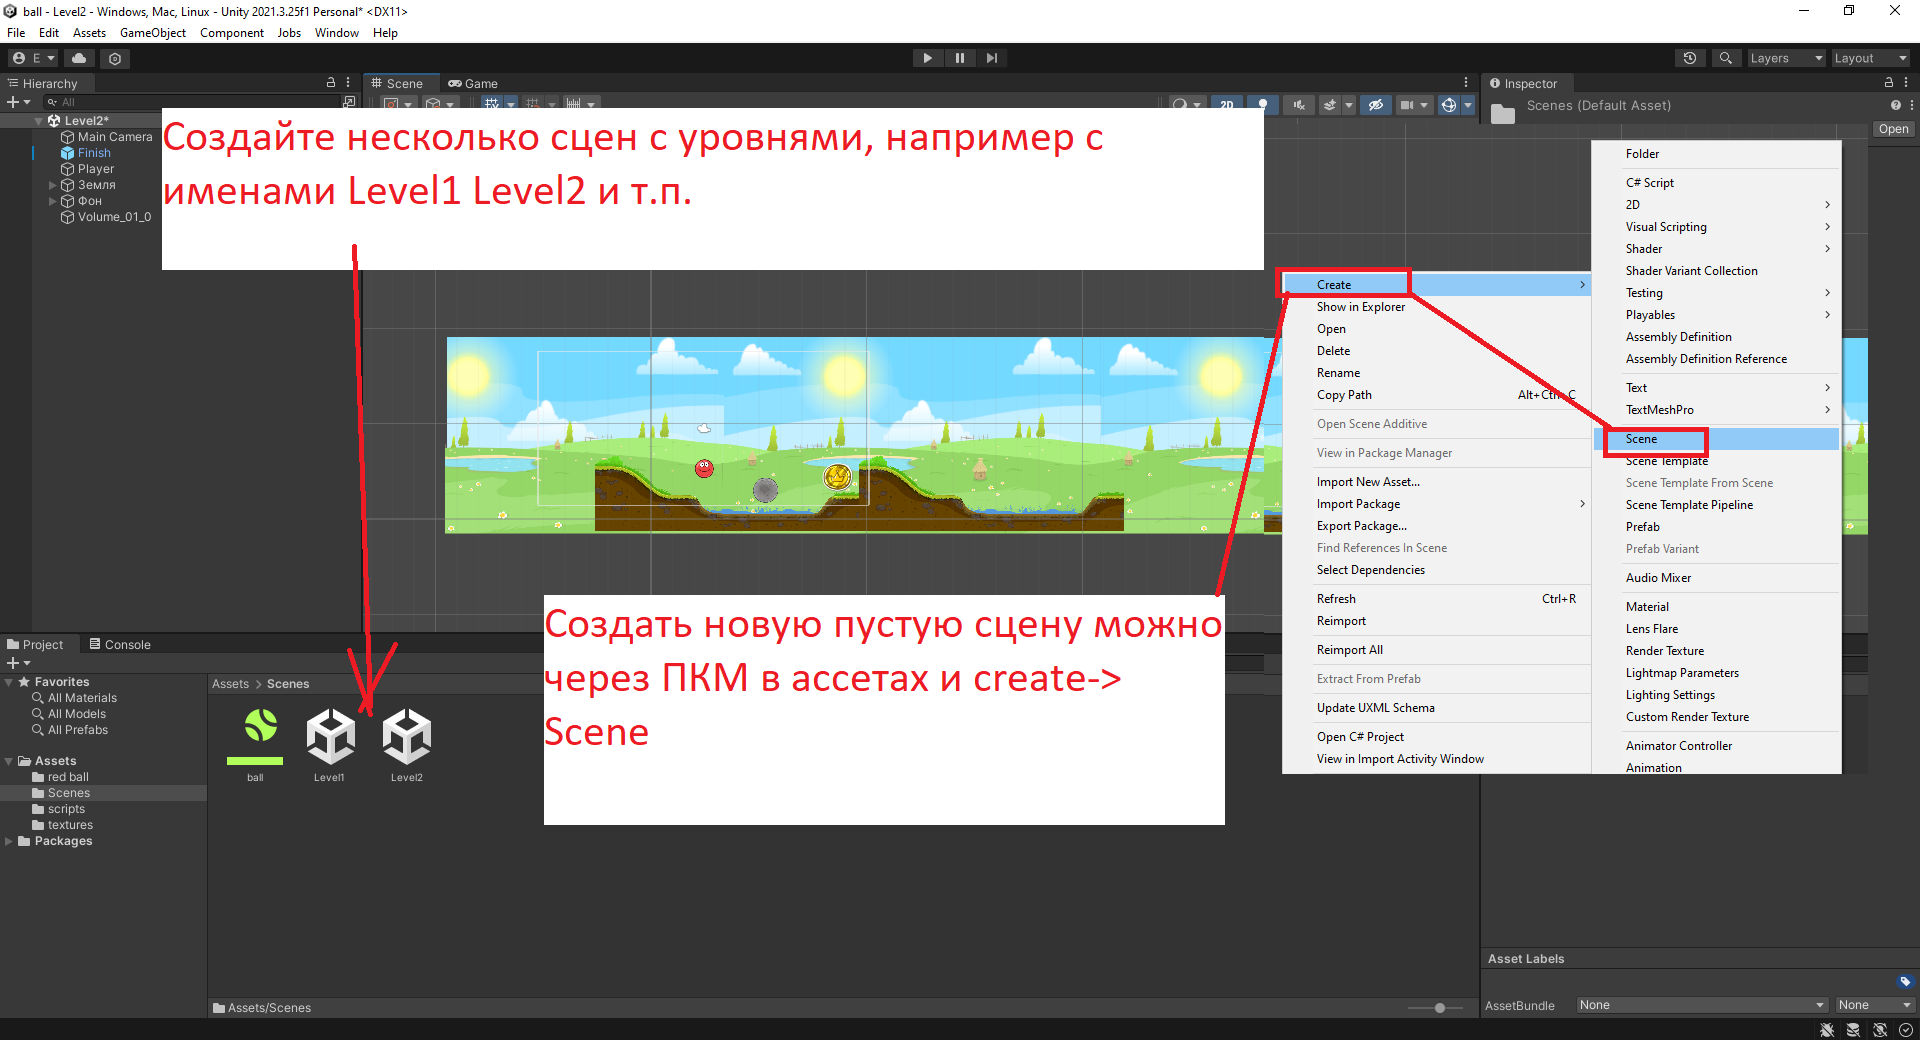 ball - Level2 - Windows, Mac, Linux - Unity 2021.3.25f1 Personal* <DX11>
File Edit Assets GameObject Component Jobs Window Help
E
Layers
Layout
Hierarchy
All
Level2*
Main Camera
Finish
Player
Земля
Фон
Volume_01_0
Scene
Game
2D
Inspector
Scenes (Default Asset)
Open
Создайте несколько сцен с уровнями, например с
именами Level1 Level2 и т.п.
Create
Show in Explorer
Open
Delete
Rename
Copy Path
Open Scene Additive
View in Package Manager
Import New Asset...
Import Package
Export Package...
Find References In Scene
Select Dependencies
Refresh Ctrl+R
Reimport
Reimport All
Extract From Prefab
Update UXML Schema
Open C# Project
View in Import Activity Window
Folder
C# Script
2D
Visual Scripting
Shader
Shader Variant Collection
Testing
Playables
Assembly Definition
Assembly Definition Reference
Text
TextMeshPro
Scene
Scene Template
Scene Template From Scene
Scene Template Pipeline
Prefab
Prefab Variant
Audio Mixer
Material
Lens Flare
Render Texture
Lightmap Parameters
Lighting Settings
Custom Render Texture
Animator Controller
Animation
Создать новую пустую сцену можно
через ПКМ в ассетах и create->
Scene
Project
Console
Favorites
All Materials
All Models
All Prefabs
Assets
red ball
Scenes
scripts
textures
Packages
Assets > Scenes
ball
Level1
Level2
Assets/Scenes
Asset Labels
AssetBundle None None